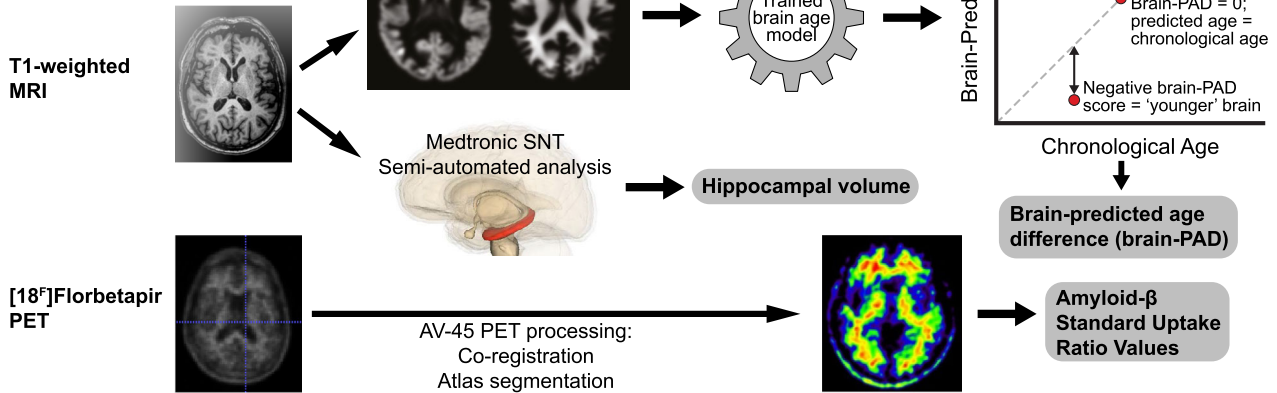 T1-weighted
MRI
Trained
brain age
model
Brain-Pred
Brain-PAD = 0;
predicted age =
chronological age
Negative brain-PAD
score = ‘younger’ brain
Chronological Age
Medtronic SNT
Semi-automated analysis
Hippocampal volume
Brain-predicted age
difference (brain-PAD)
[18F]Florbetapir
PET
AV-45 PET processing:
Co-registration
Atlas segmentation
Amyloid-β
Standard Uptake
Ratio Values